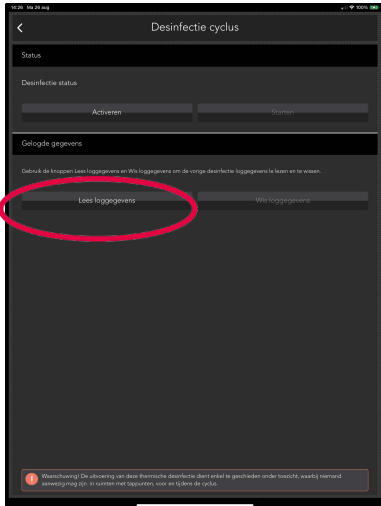 14:26 Ma 26 aug 100%
Desinfectie cyclus
Status
Desinfectie status
Activeren Starten
Gelogde gegevens
Gebruik de knoppen Lees loggegevens en Wis loggegevens om de vorige desinfectie loggegevens te lezen en te wissen.
Lees loggegevens Wis loggegevens
Waarschuwing! De uitvoering van deze thermische desinfectie dient enkel te geschieden onder toezicht, waarbij niemand
aanwezig mag zijn in ruimten met tappunten, voor en tijdens de cyclus.